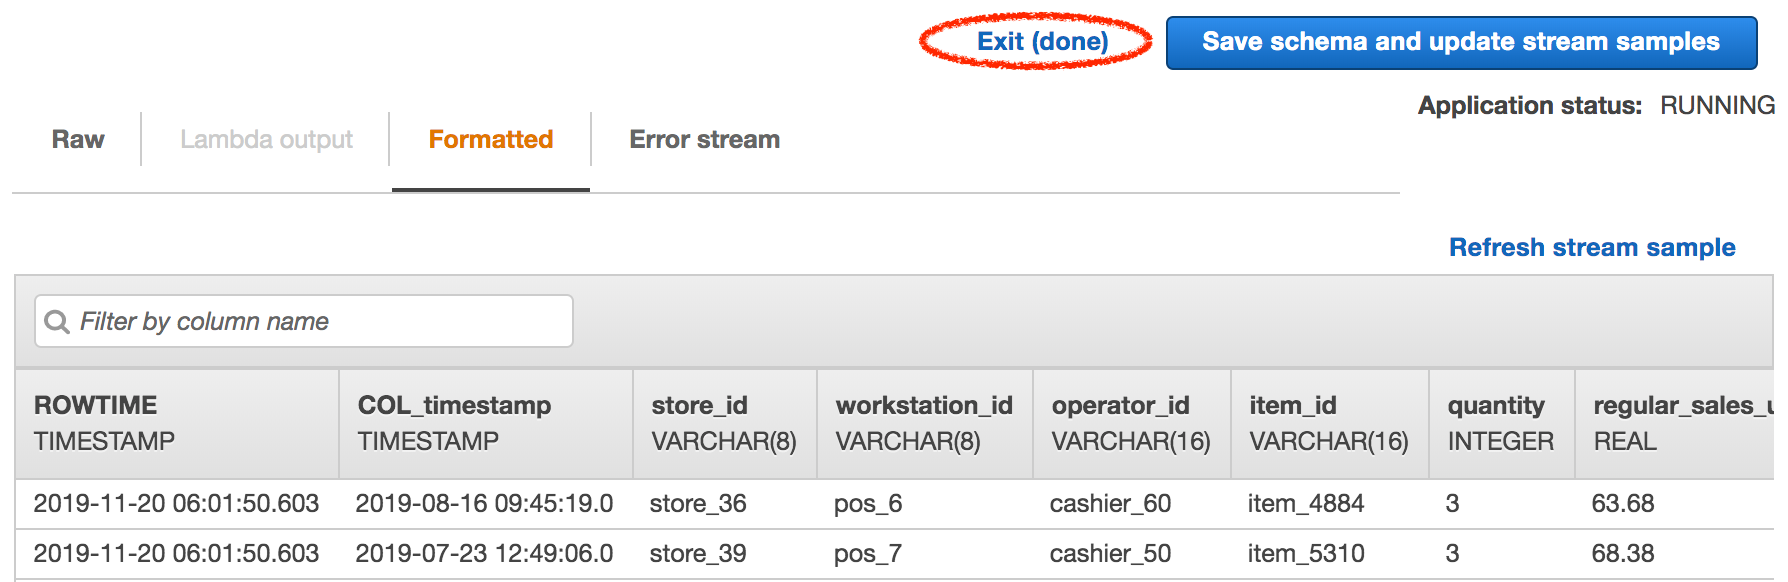 Exit (done)
Save schema and update stream samples
Application status: RUNNING
Raw
Lambda output
Formatted
Error stream
Refresh stream sample
Filter by column name
ROWTIME COL_timestamp store_id workstation_id operator_id item_id quantity regular_sales_u
TIMESTAMP TIMESTAMP VARCHAR(8) VARCHAR(8) VARCHAR(16) VARCHAR(16) INTEGER REAL
2019-11-20 06:01:50.603 2019-08-16 09:45:19.0 store_36 pos_6 cashier_60 item_4884 3 63.68
2019-11-20 06:01:50.603 2019-07-23 12:49:06.0 store_39 pos_7 cashier_50 item_5310 3 68.38